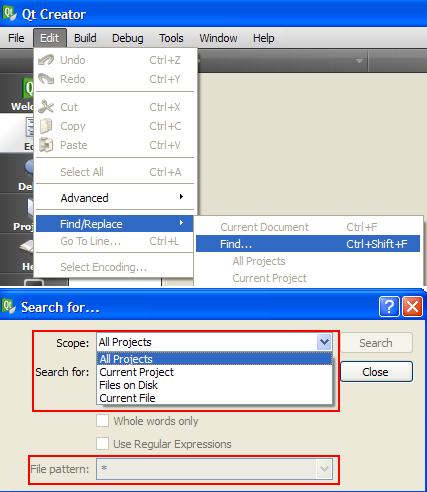 Qt Creator
File Edit Build Debug Tools Window Help
Undo Ctrl+Z
Redo Ctrl+Y
Cut Ctrl+X
Copy Ctrl+C
Paste Ctrl+V
Select All Ctrl+A
Advanced
Find/Replace
Go To Line... Ctrl+L
Select Encoding...
Current Document Ctrl+F
Find... Ctrl+Shift+F
All Projects
Current Project
Welc
Ed
De
Proj
He
Search for...
Scope: All Projects Search
All Projects
Search for: Current Project Close
Files on Disk
Current File
Whole words only
Use Regular Expressions
File pattern: *